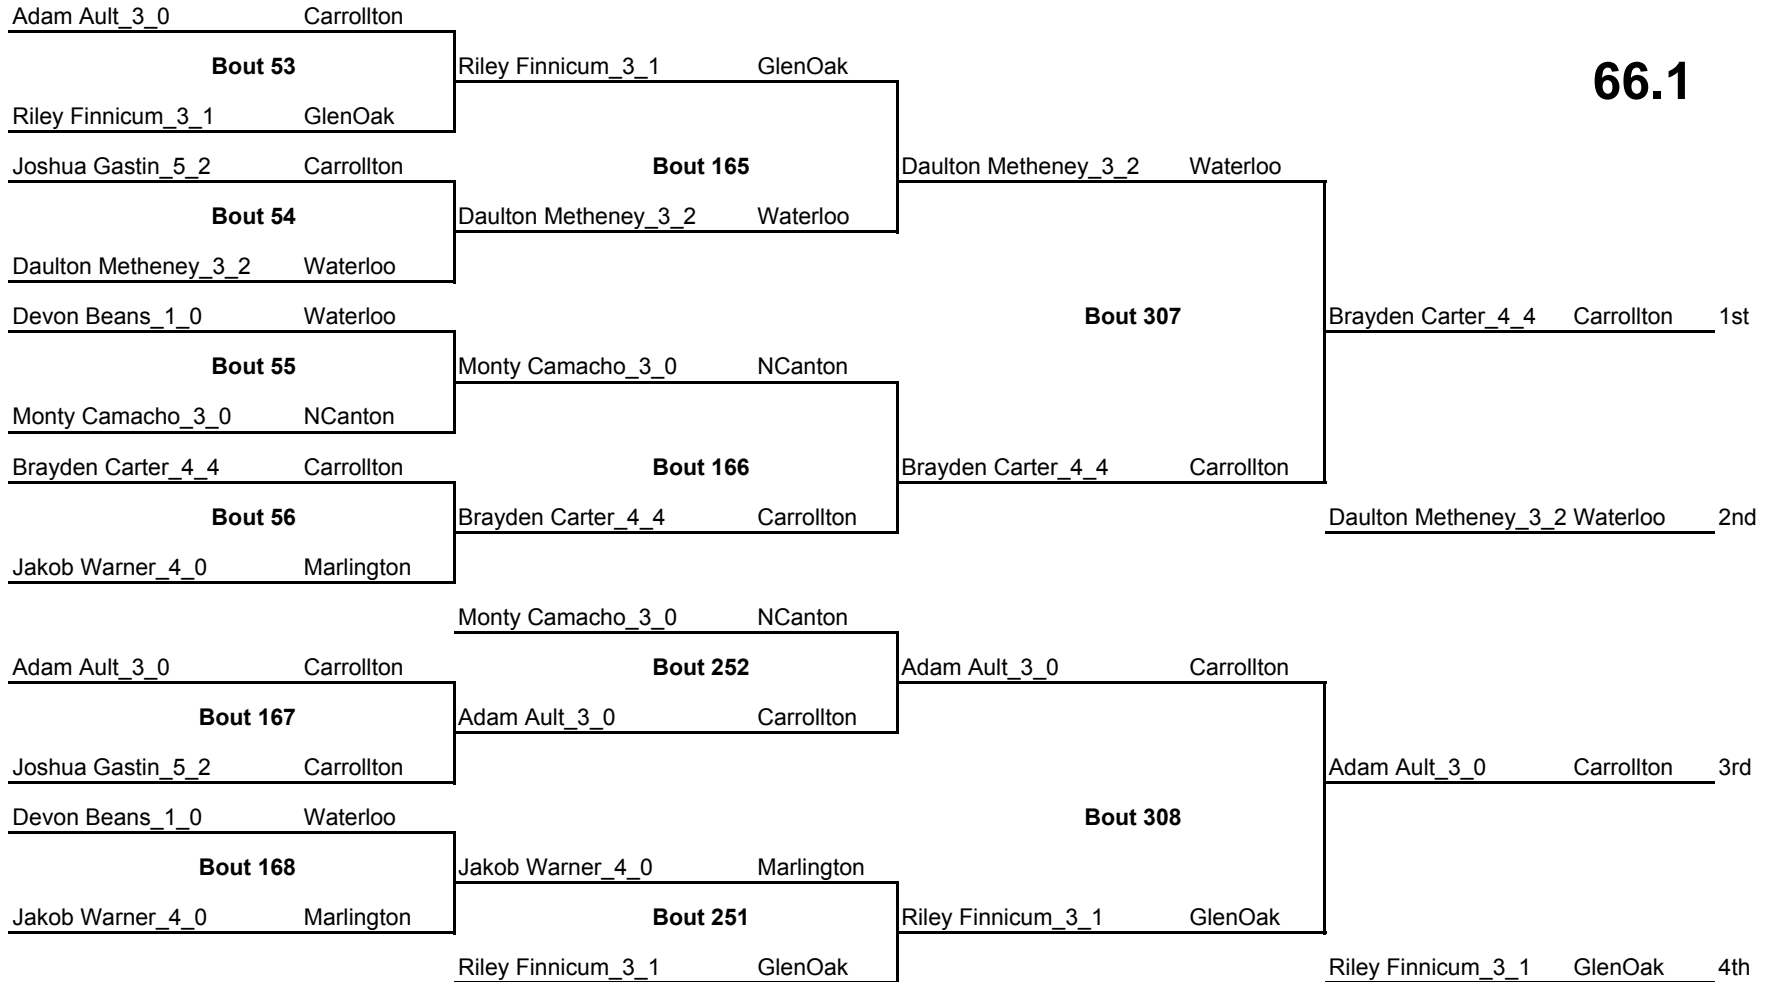 Adam Ault_3_0 Carrollton
Bout 53 Riley Finnicum_3_1 GlenOak 66.1
Riley Finnicum_3_1 GlenOak
Joshua Gastin_5_2 Carrollton Bout 165 Daulton Metheney_3_2 Waterloo
Bout 54 Daulton Metheney_3_2 Waterloo
Daulton Metheney_3_2 Waterloo
Devon Beans_1_0 Waterloo Bout 307 Brayden Carter_4_4 Carrollton 1st
Bout 55 Monty Camacho_3_0 NCanton
Monty Camacho_3_0 NCanton
Brayden Carter_4_4 Carrollton Bout 166 Brayden Carter_4_4 Carrollton
Bout 56 Brayden Carter_4_4 Carrollton Daulton Metheney_3_2 Waterloo 2nd
Jakob Warner_4_0 Marlington
Monty Camacho_3_0 NCanton
Adam Ault_3_0 Carrollton Bout 252 Adam Ault_3_0 Carrollton
Bout 167 Adam Ault_3_0 Carrollton
Joshua Gastin_5_2 Carrollton Adam Ault_3_0 Carrollton 3rd
Devon Beans_1_0 Waterloo Bout 308
Bout 168 Jakob Warner_4_0 Marlington
Jakob Warner_4_0 Marlington Bout 251 Riley Finnicum_3_1 GlenOak
Riley Finnicum_3_1 GlenOak Riley Finnicum_3_1 GlenOak 4th